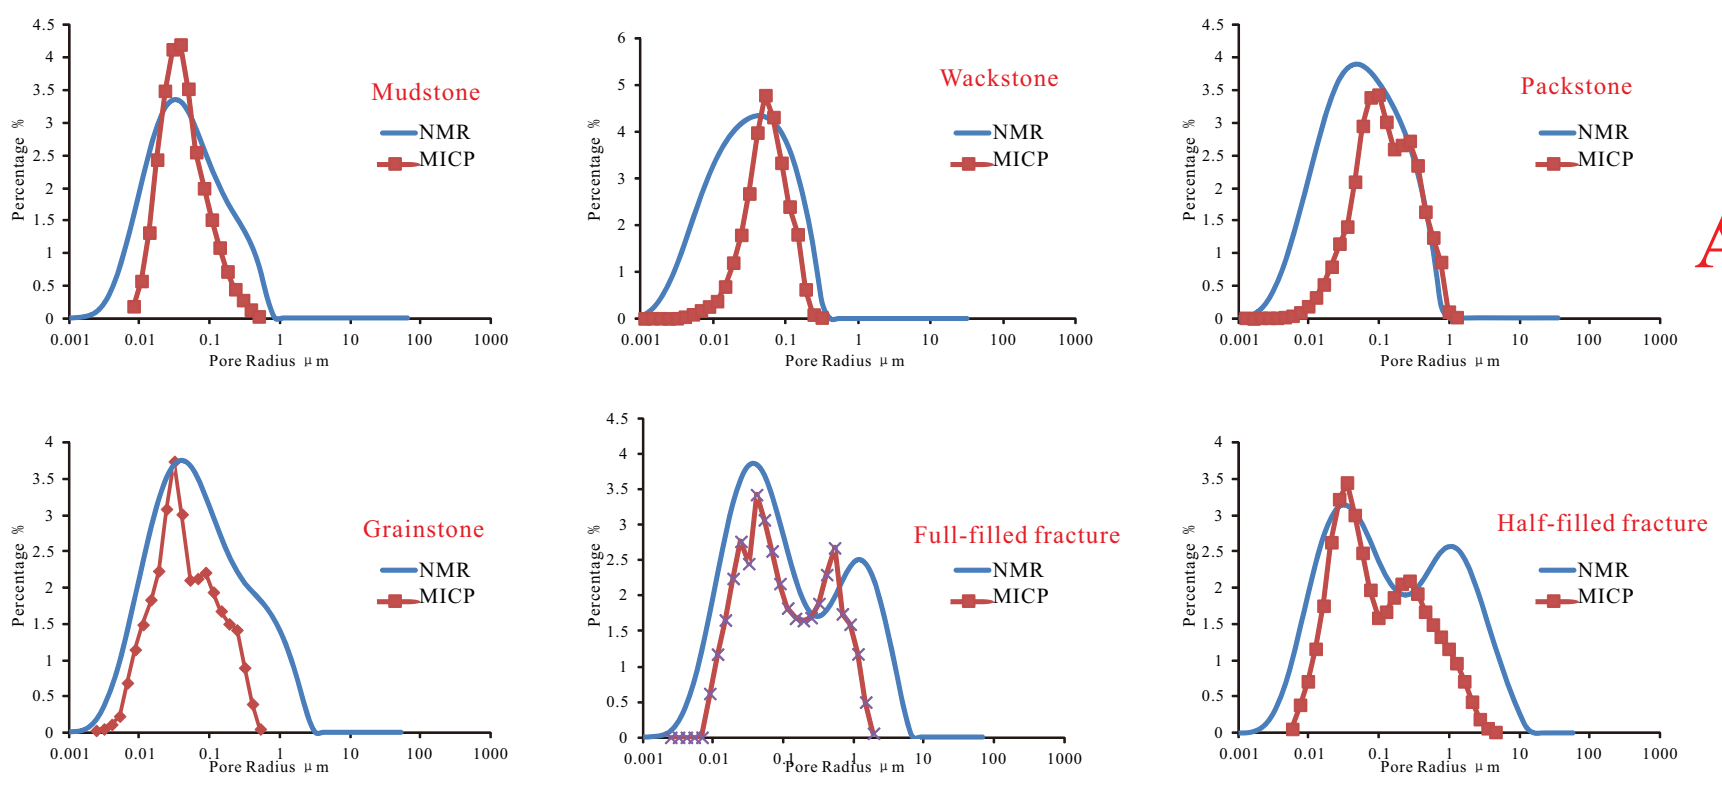 Mudstone
NMR
MICP
Percentage %
4.5
4
3.5
3
2.5
2
1.5
1
0.5
0
0.001 0.01 0.1 1 10 100 1000
Pore Radius μm
Wackstone
NMR
MICP
Percentage %
6
5
4
3
2
1
0
0.001 0.01 0.1 1 10 100 1000
Pore Radius μm
Packstone
NMR
MICP
Percentage %
4.5
4
3.5
3
2.5
2
1.5
1
0.5
0
0.001 0.01 0.1 1 10 100 1000
Pore Radius μm
A
Grainstone
NMR
MICP
Percentage %
4
3.5
3
2.5
2
1.5
1
0.5
0
0.001 0.01 0.1 1 10 100 1000
Pore Radius μm
Full-filled fracture
NMR
MICP
Percentage %
4.5
4
3.5
3
2.5
2
1.5
1
0.5
0
0.001 0.01 0.1 1 10 100 1000
Pore Radius μm
Half-filled fracture
NMR
MICP
Percentage %
4
3.5
3
2.5
2
1.5
1
0.5
0
0.001 0.01 0.1 1 10 100 1000
Pore Radius μm